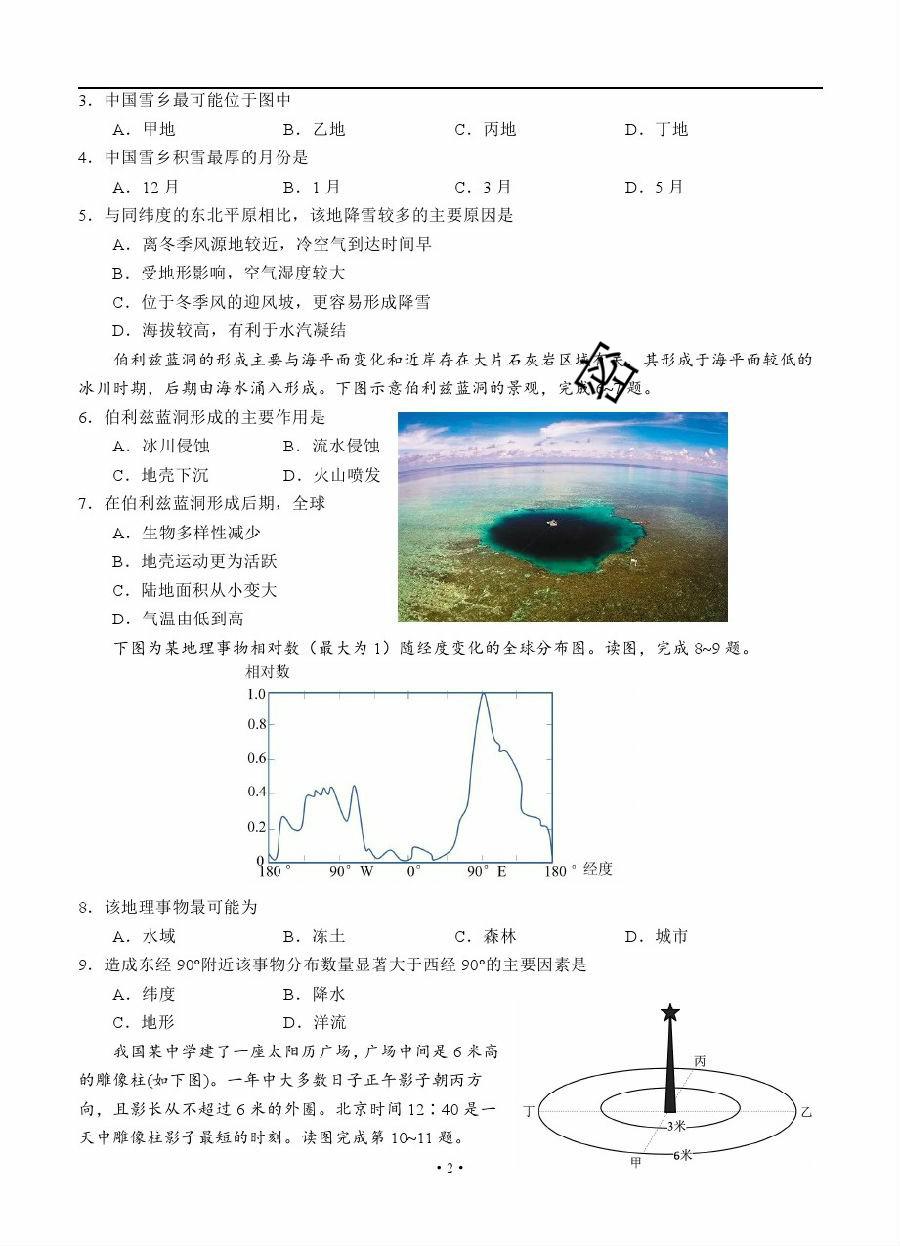 3．中国雪乡最可能位于图中
A．甲地 B．乙地 C．丙地 D．丁地
4．中国雪乡积雪最厚的月份是
A．12月 B．1月 C．3月 D．5月
5．与同纬度的东北平原相比，该地降雪较多的主要原因是
A．离冬季风源地较近，冷空气到达时间早
B．受地形影响，空气湿度较大
C．位于冬季风的迎风坡，更容易形成降雪
D．海拔较高，有利于水汽凝结
伯利兹蓝洞的形成主要与海平面变化和近岸存在大片石灰岩区域有关。其形成于海平面较低的
冰川时期，后期由海水涌入形成。下图示意伯利兹蓝洞的景观，完成6~7题。
6．伯利兹蓝洞形成的主要作用是
A．冰川侵蚀 B．流水侵蚀
C．地壳下沉 D．火山喷发
7．在伯利兹蓝洞形成后期，全球
A．生物多样性减少
B．地壳运动更为活跃
C．陆地面积从小变大
D．气温由低到高
下图为某地理事物相对数（最大为1）随经度变化的全球分布图。读图，完成8~9题。
相对数
1.0
0.8
0.6
0.4
0.2
0
180° 90°W 0° 90°E 180° 经度
8．该地理事物最可能为
A．水域 B．冻土 C．森林 D．城市
9．造成东经90°附近该事物分布数量显著大于西经90°的主要因素是
A．纬度 B．降水
C．地形 D．洋流
我国某中学建了一座太阳历广场，广场中间是6米高
的雕像柱(如下图)。一年中大多数日子正午影子朝丙方
向，且影长从不超过6米的外圈。北京时间12∶40是一
天中雕像柱影子最短的时刻。读图完成第10~11题。
丙
丁 乙
3米
甲 6米
·2·